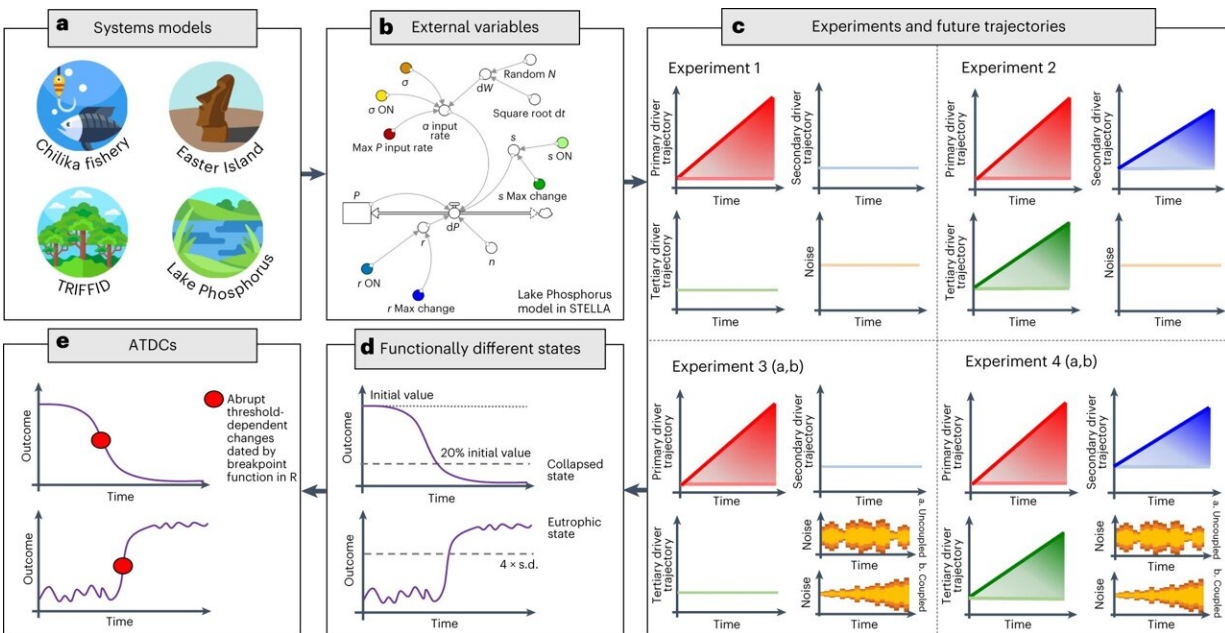 a Systems models
Chilika fishery
Easter Island
TRIFFID
Lake Phosphorus
b External variables
σ
σ ON
Max P input rate
α input
rate
dW
Random N
Square root dt
s
s ON
s Max change
P
dP
r
n
r ON
r Max change
Lake Phosphorus
model in STELLA
c Experiments and future trajectories
Experiment 1
Primary driver
trajectory
Time
Secondary driver
trajectory
Time
Tertiary driver
trajectory
Time
Noise
Time
Experiment 2
Primary driver
trajectory
Time
Secondary driver
trajectory
Time
Tertiary driver
trajectory
Time
Noise
Time
Experiment 3 (a,b)
Primary driver
trajectory
Time
Secondary driver
trajectory
Time
Tertiary driver
trajectory
Time
Noise
Time
a. Uncoupled
Noise
Time
b. Coupled
Experiment 4 (a,b)
Primary driver
trajectory
Time
Secondary driver
trajectory
Time
Tertiary driver
trajectory
Time
Noise
Time
a. Uncoupled
Noise
Time
b. Coupled
d Functionally different states
Outcome
Initial value
20% initial value
Collapsed
state
Time
Outcome
Eutrophic
state
4 × s.d.
Time
e ATDCs
Outcome
Abrupt
threshold-
dependent
changes
dated by
breakpoint
function in R
Time
Outcome
Time